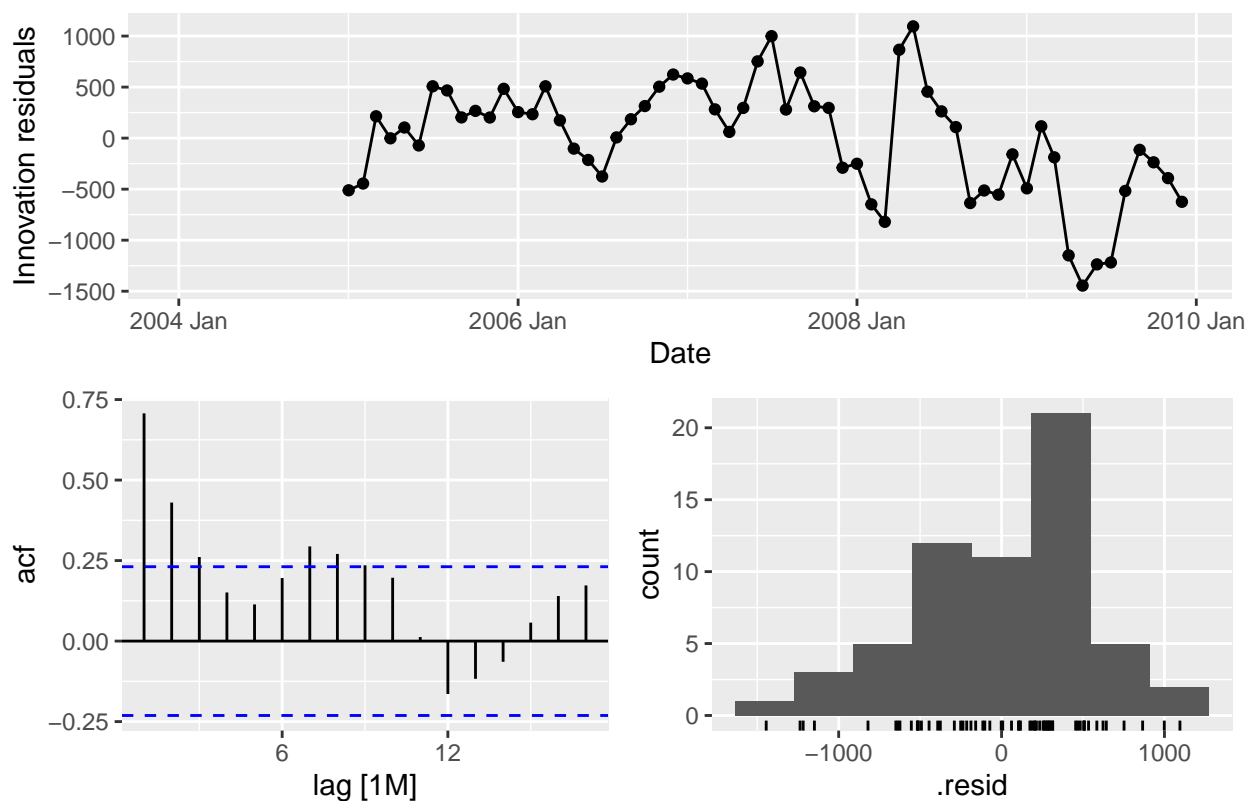 Innovation residuals
1000
500
0
−500
−1000
−1500
2004 Jan
2006 Jan
2008 Jan
2010 Jan
Date
acf
0.75
0.50
0.25
0.00
−0.25
6
12
lag [1M]
count
20
15
10
5
0
−1000
0
1000
.resid